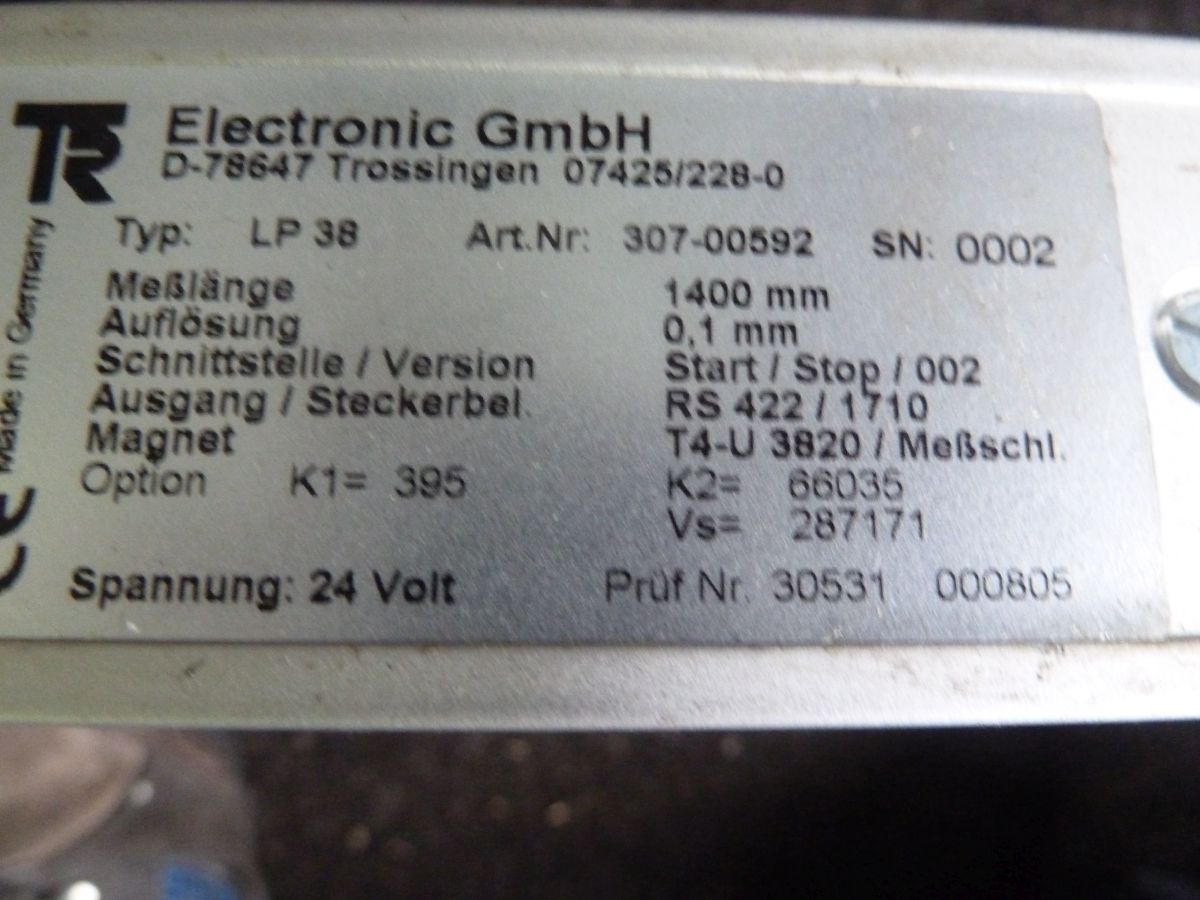 TR Electronic GmbH
D-78647 Trossingen 07425/228-0
Typ: LP 38 Art.Nr: 307-00592 SN: 0002
Meßlänge 1400 mm
Auflösung 0,1 mm
Schnittstelle / Version Start / Stop / 002
Ausgang / Steckerbel. RS 422 / 1710
Magnet T4-U 3820 / Meßschl.
Option K1= 395 K2= 66035
Vs= 287171
Spannung: 24 Volt Prüf Nr. 30531 000805
Made in Germany
CE